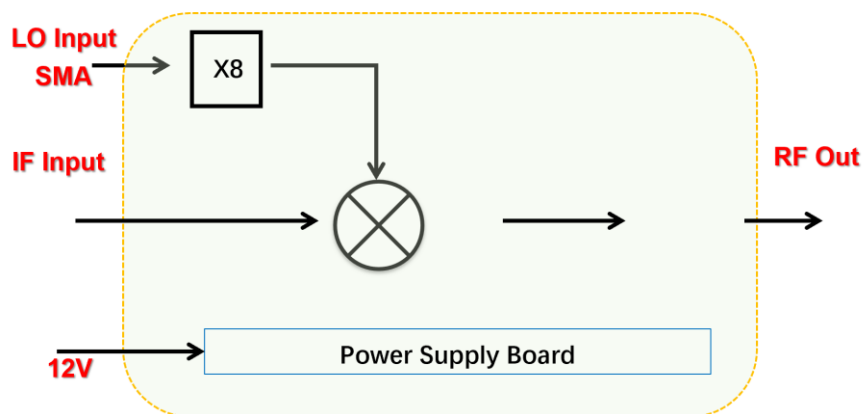 LO Input
SMA
X8
IF Input
RF Out
12V
Power Supply Board